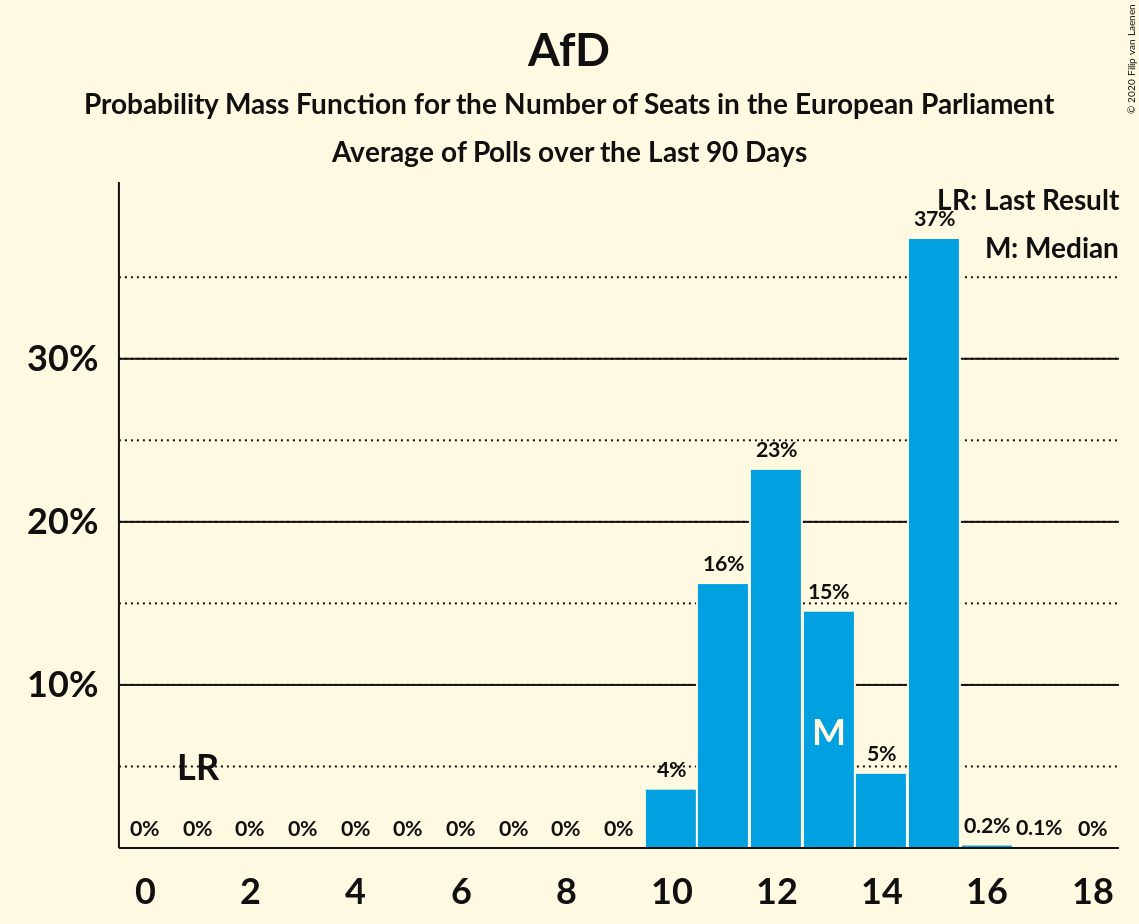 AfD
Probability Mass Function for the Number of Seats in the European Parliament
Average of Polls over the Last 90 Days
© 2020 Filip van Laenen
LR: Last Result
M: Median
37%
30%
23%
20%
16%
15%
10%
M
LR
5%
4%
0% 0% 0% 0% 0% 0% 0% 0% 0% 0% 0.2% 0.1% 0%
0 2 4 6 8 10 12 14 16 18